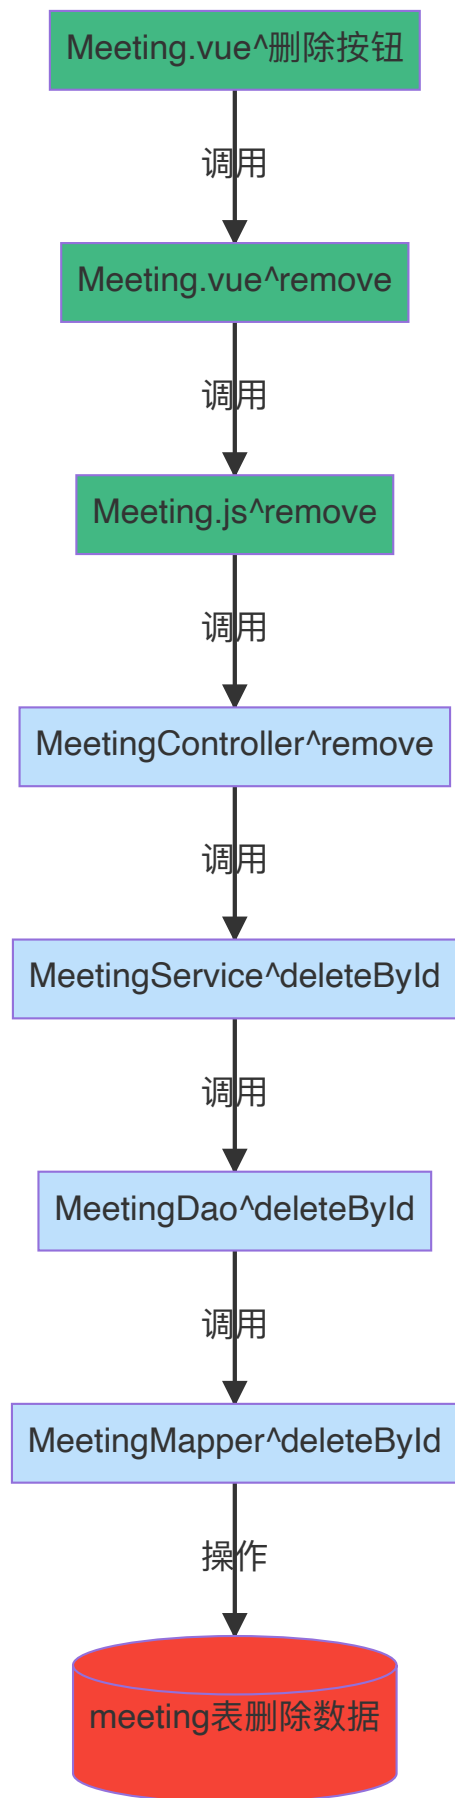 Meeting.vue^删除按钮
调用
Meeting.vue^remove
调用
Meeting.js^remove
调用
MeetingController^remove
调用
MeetingService^deleteById
调用
MeetingDao^deleteById
调用
MeetingMapper^deleteById
操作
meeting表删除数据